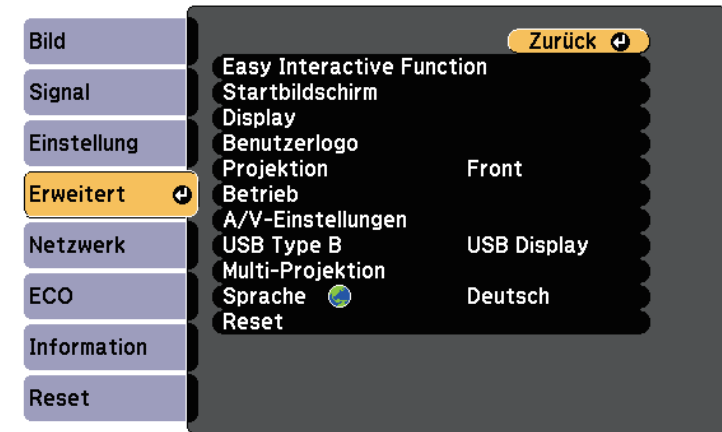 Bild
Signal
Einstellung
Erweitert
Netzwerk
ECO
Information
Reset
Zurück
Easy Interactive Function
Startbildschirm
Display
Benutzerlogo
Projektion Front
Betrieb
A/V-Einstellungen
USB Type B USB Display
Multi-Projektion
Sprache Deutsch
Reset